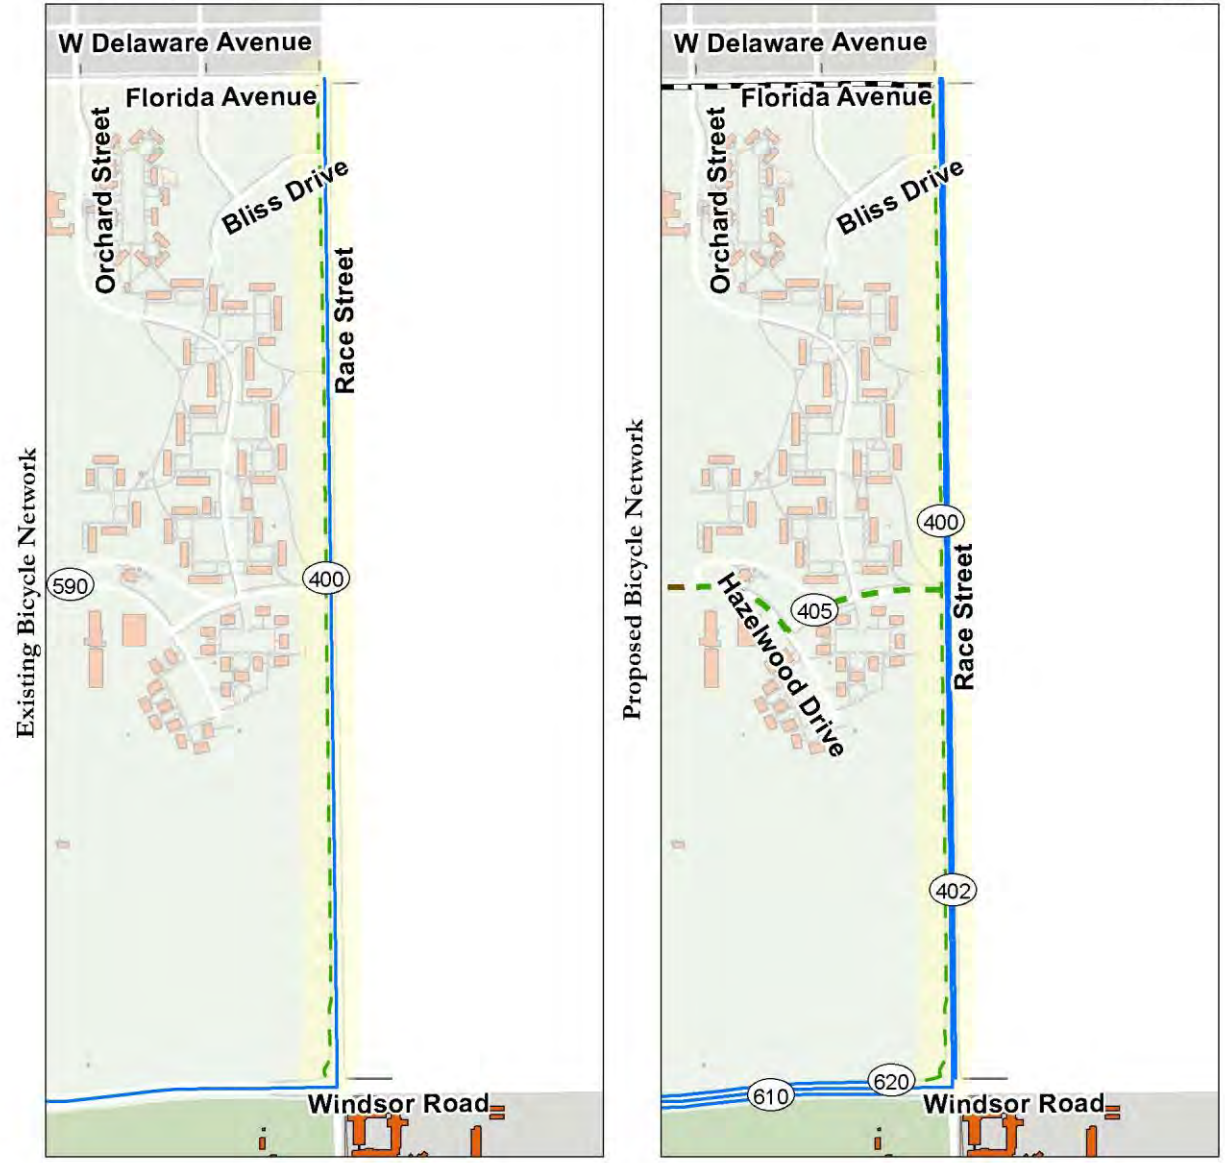 Existing Bicycle Network
W Delaware Avenue
Florida Avenue
Orchard Street
Bliss Drive
Race Street
590
400
Windsor Road
Proposed Bicycle Network
W Delaware Avenue
Florida Avenue
Orchard Street
Bliss Drive
400
Race Street
Hazelwood Drive
405
402
620
610
Windsor Road